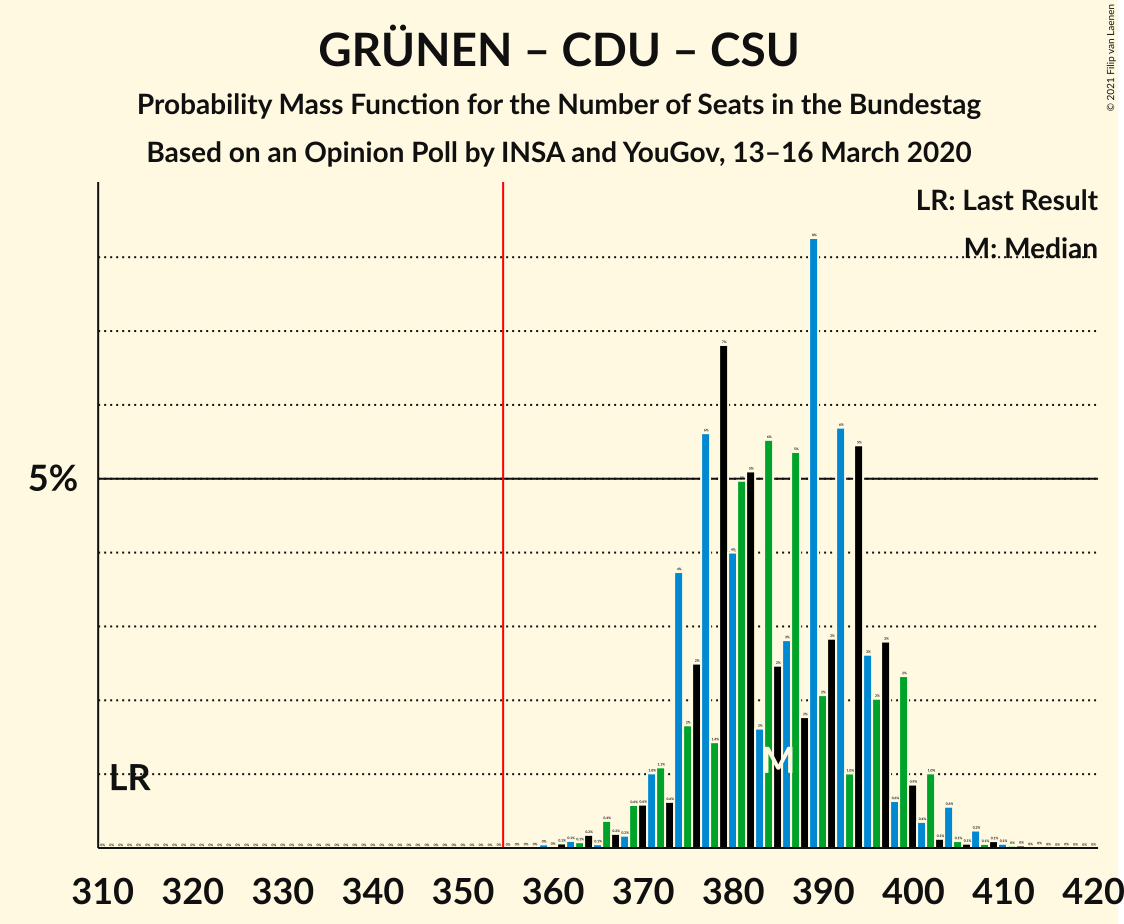 GRÜNEN – CDU – CSU
Probability Mass Function for the Number of Seats in the Bundestag
Based on an Opinion Poll by INSA and YouGov, 13–16 March 2020
© 2021 Filip van Laenen
LR: Last Result
M: Median
5%
LR
M
310 320 330 340 350 360 370 380 390 400 410 420